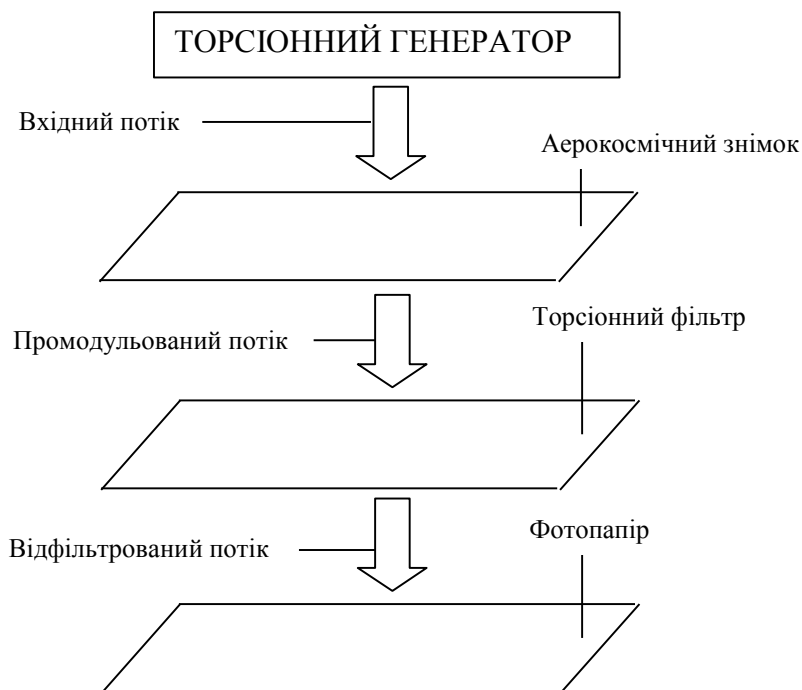 ТОРСІОННИЙ ГЕНЕРАТОР
Вхідний потік
Аерокосмічний знімок
Торсіонний фільтр
Промодульований потік
Фотопапір
Відфільтрований потік